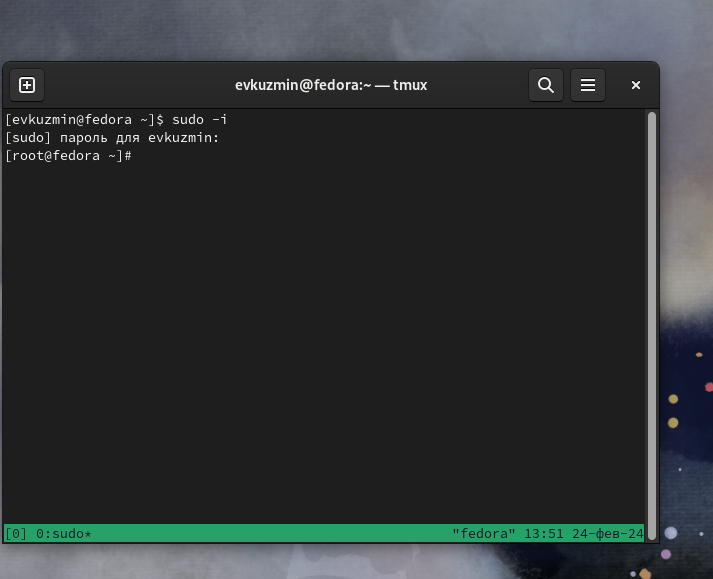 evkuzmin@fedora:~ — tmux
[evkuzmin@fedora ~]$ sudo -i
[sudo] пароль для evkuzmin:
[root@fedora ~]#
[0] 0:sudo* "fedora" 13:51 24-фев-24